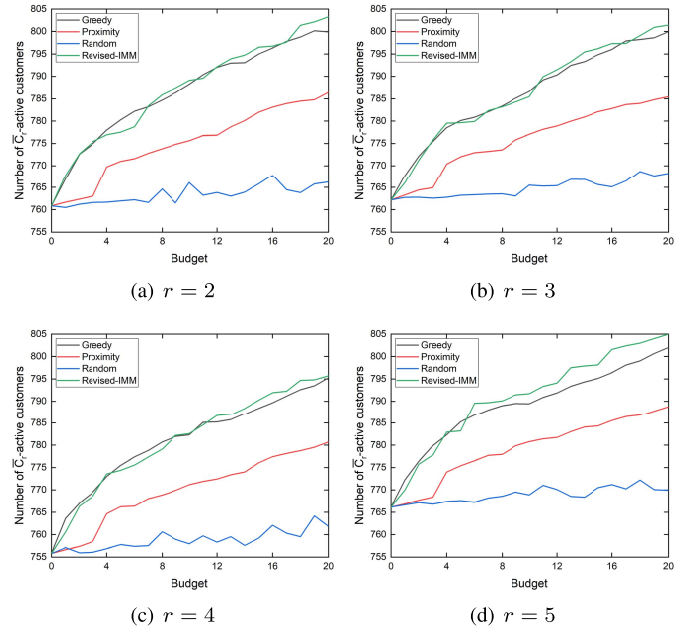 805
800
795
790
785
780
775
770
765
760
755
Number of C̅ᵣ-active customers
Greedy
Proximity
Random
Revised-IMM
0 4 8 12 16 20
Budget
(a) r = 2
805
800
795
790
785
780
775
770
765
760
755
Number of C̅ᵣ-active customers
Greedy
Proximity
Random
Revised-IMM
0 4 8 12 16 20
Budget
(b) r = 3
805
800
795
790
785
780
775
770
765
760
755
Number of C̅ᵣ-active customers
Greedy
Proximity
Random
Revised-IMM
0 4 8 12 16 20
Budget
(c) r = 4
805
800
795
790
785
780
775
770
765
760
755
Number of C̅ᵣ-active customers
Greedy
Proximity
Random
Revised-IMM
0 4 8 12 16 20
Budget
(d) r = 5